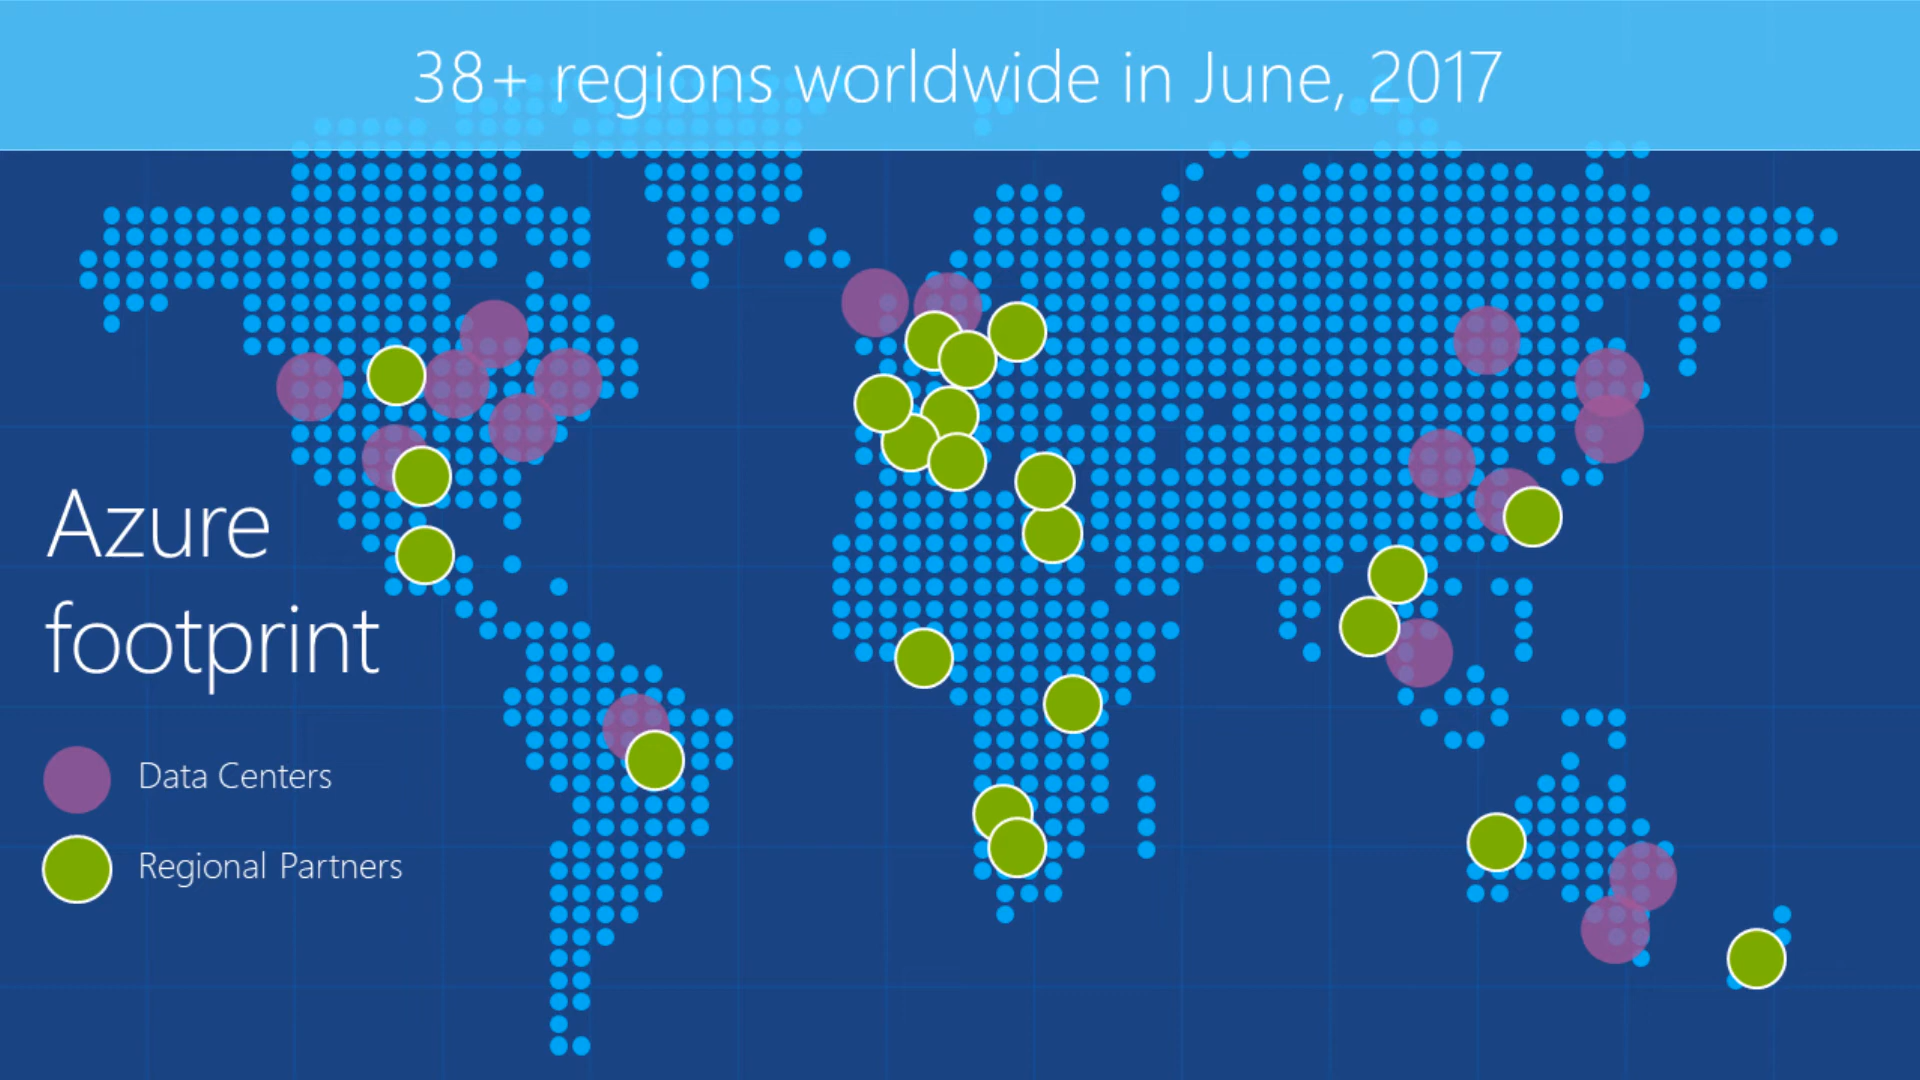 38+ regions worldwide in June, 2017
Azure
footprint
Data Centers
Regional Partners